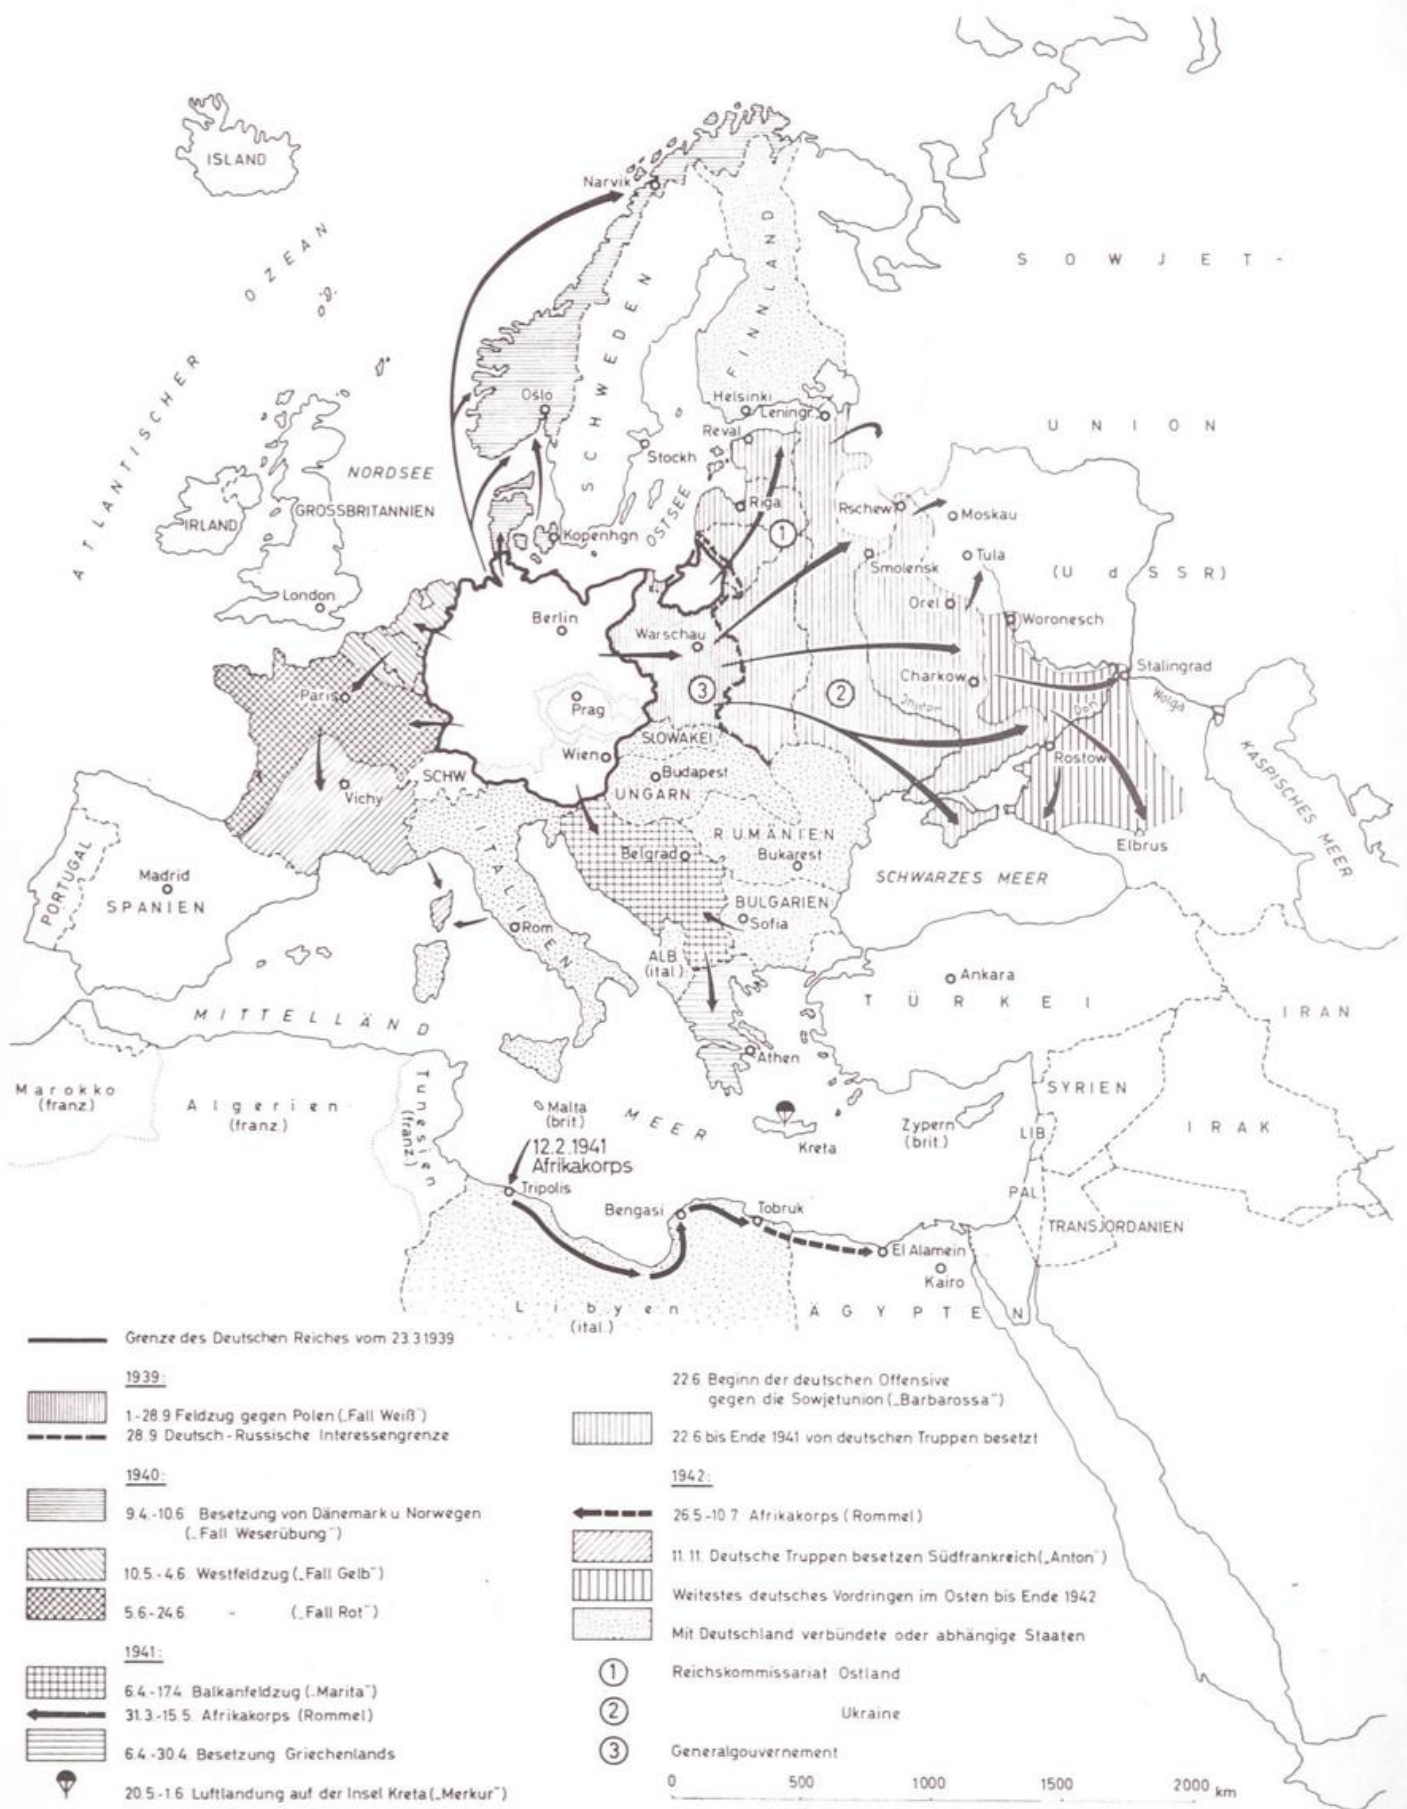 ISLAND
Narvik
ATLANTISCHER OZEAN
SOWJET-
FINNLAND
SCHWEDEN
Oslo
Helsinki
Leningr.
Reval
UNION
Stockh
NORDSEE
OSTSEE
Riga
1
Rschew
Moskau
IRLAND
GROSSBRITANNIEN
Kopenhgn
Smolensk
Tula
(UdSSR)
London
Berlin
Orel
Woronesch
Warschau
Stalingrad
Paris
Prag
3
2
Charkow
Don
Wolga
SLOWAKEI
Wien
SCHW.
Budapest
Rostow
KASPISCHES MEER
Vichy
UNGARN
ITALIEN
RUMÄNIEN
Elbrus
Belgrad
Bukarest
PORTUGAL
Madrid
SPANIEN
SCHWARZES MEER
BULGARIEN
Sofia
Rom
ALB.
(ital.)
Ankara
TÜRKEI
IRAN
MITTELLÄND
Athen
Marokko
(franz.)
Algerien
(franz.)
Tunesien
(franz.)
SYRIEN
Malta
(brit)
MEER
Zypern
(brit.)
LIB.
IRAK
Kreta
12.2.1941
Afrikakorps
Tripolis
PAL.
Bengasi
Tobruk
TRANSJORDANIEN
El Alamein
Kairo
Libyen
(ital.)
ÄGYPTEN
Grenze des Deutschen Reiches vom 23.3.1939
1939:
1.-28.9 Feldzug gegen Polen („Fall Weiß“)
28.9 Deutsch-Russische Interessengrenze
1940:
9.4.-10.6 Besetzung von Dänemark u. Norwegen
(„Fall Weserübung“)
10.5.-4.6. Westfeldzug („Fall Gelb“)
5.6-24.6. " („Fall Rot“)
1941:
6.4.-17.4. Balkanfeldzug („Marita“)
31.3.-15.5. Afrikakorps (Rommel)
6.4.-30.4. Besetzung Griechenlands
20.5.-1.6 Luftlandung auf der Insel Kreta („Merkur“)
22.6 Beginn der deutschen Offensive
gegen die Sowjetunion („Barbarossa“)
22.6 bis Ende 1941 von deutschen Truppen besetzt
1942:
26.5-10.7 Afrikakorps (Rommel)
11.11. Deutsche Truppen besetzen Südfrankreich („Anton“)
Weitestes deutsches Vordringen im Osten bis Ende 1942
Mit Deutschland verbündete oder abhängige Staaten
1 Reichskommissariat Ostland
2 Ukraine
3 Generalgouvernement
0 500 1000 1500 2000 km